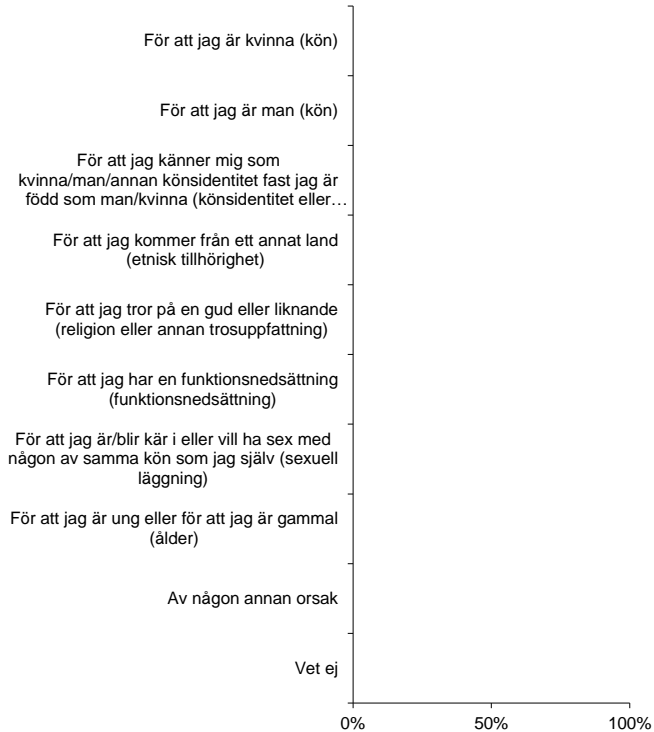 För att jag är kvinna (kön)
För att jag är man (kön)
För att jag känner mig som
kvinna/man/annan könsidentitet fast jag är
född som man/kvinna (könsidentitet eller…
För att jag kommer från ett annat land
(etnisk tillhörighet)
För att jag tror på en gud eller liknande
(religion eller annan trosuppfattning)
För att jag har en funktionsnedsättning
(funktionsnedsättning)
För att jag är/blir kär i eller vill ha sex med
någon av samma kön som jag själv (sexuell
läggning)
För att jag är ung eller för att jag är gammal
(ålder)
Av någon annan orsak
Vet ej
0% 50% 100%